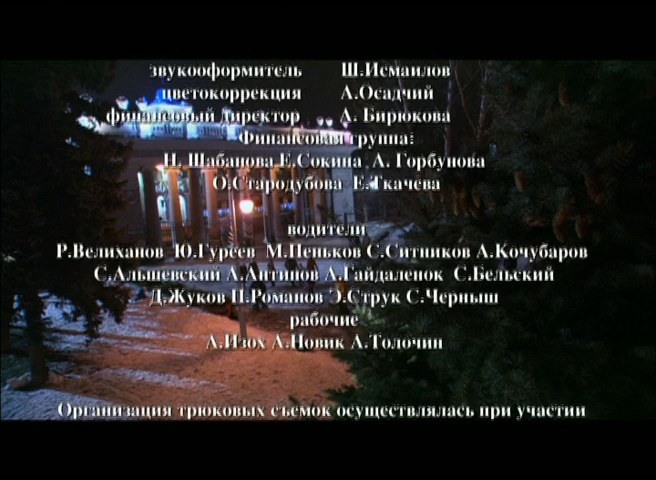 звукооформитель Ш.Исмаилов
цветокоррекция А.Осадчий
финансовый директор А. Бирюкова
Финансовая группа:
Н. Шабанова Е.Сокина А. Горбунова
О.Стародубова Е.Ткачёва
водители
Р.Велиханов Ю.Гуреев М.Пеньков С.Ситников А.Кочубаров
С.Альшевский А.Антипов А.Гайдаленок С.Бельский
Д.Жуков П.Романов Э.Струк С.Черныш
рабочие
А.Изох А.Новик А.Толочин
Организация трюковых съемок осуществлялась при участии